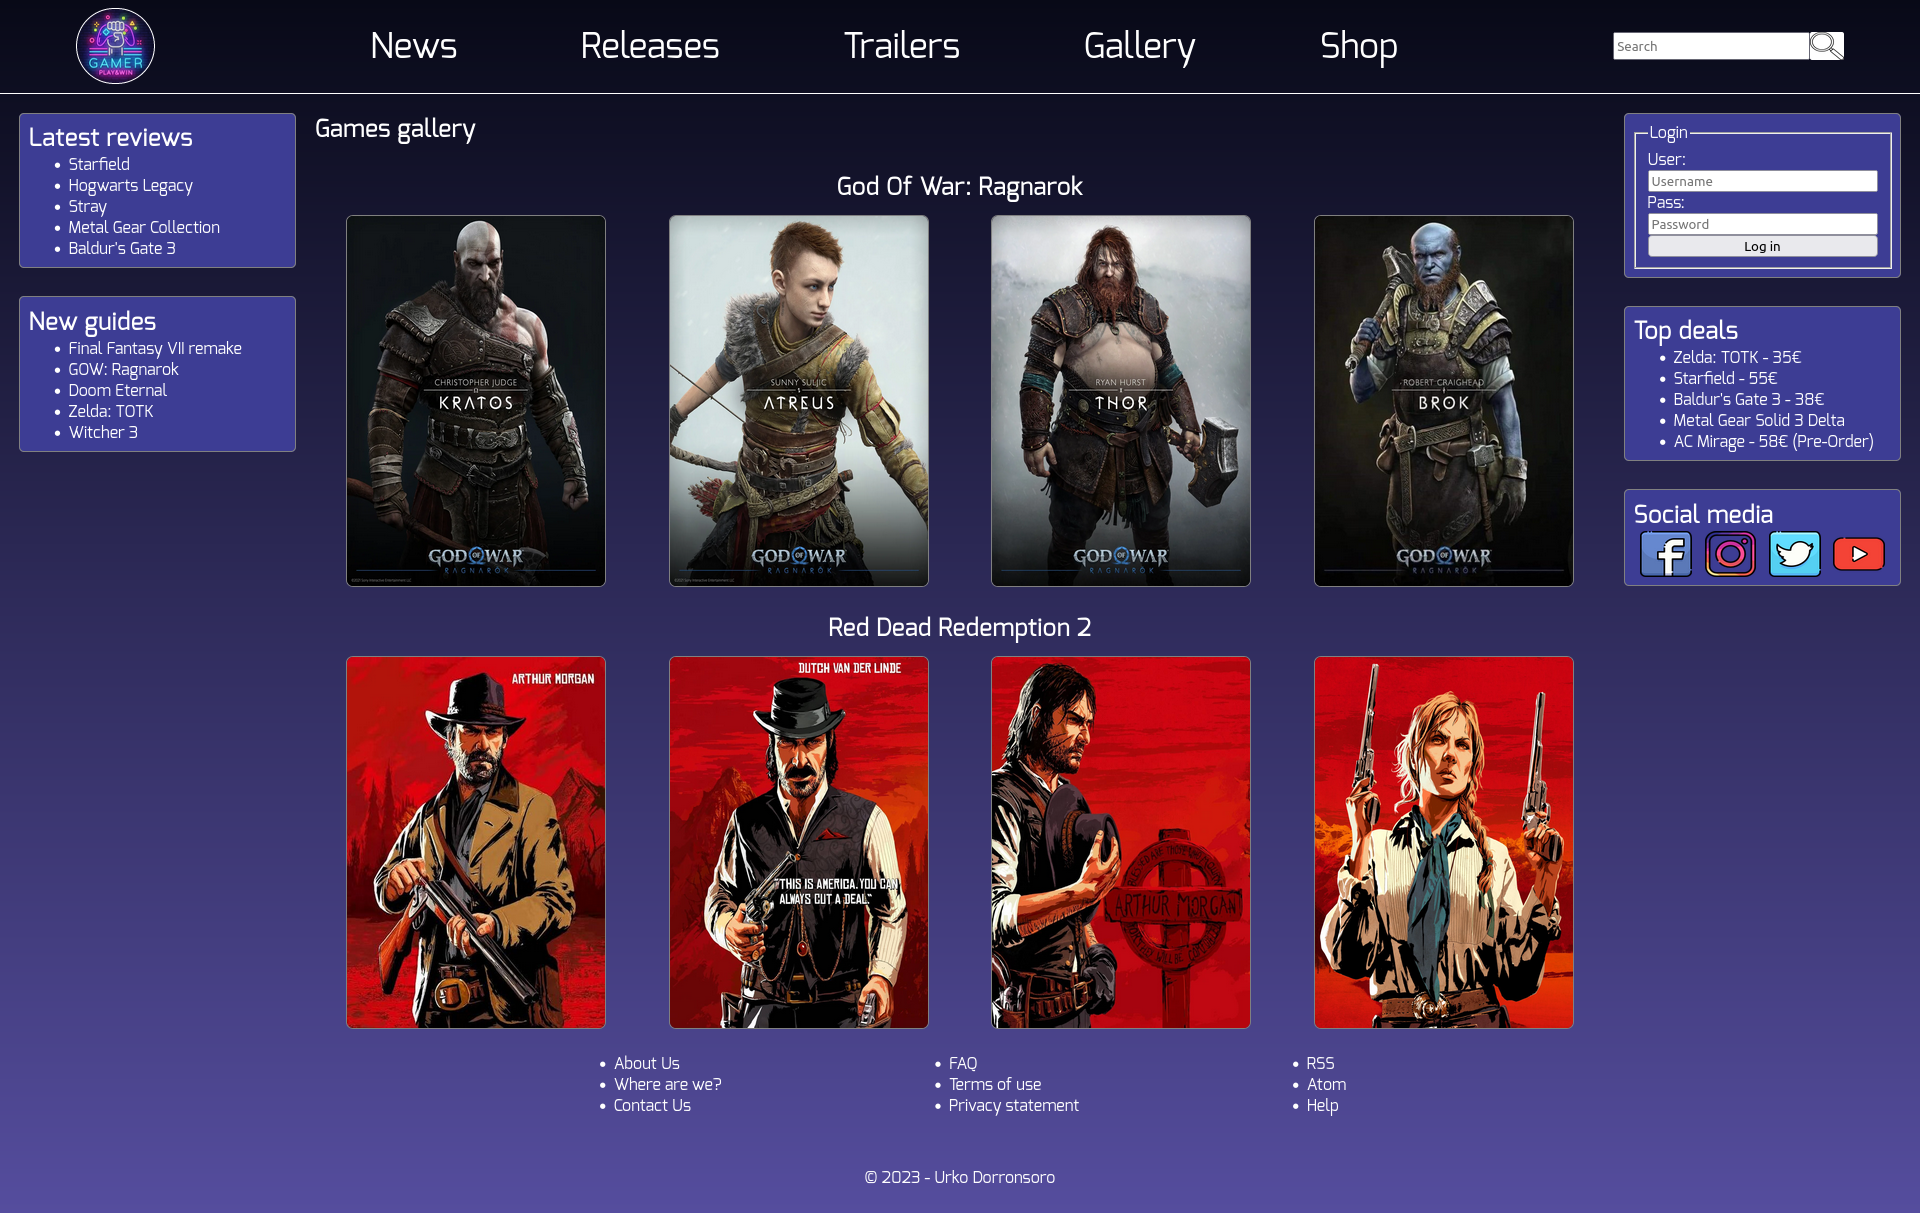 GAMER
PLAY&WIN
News
Releases
Trailers
Gallery
Shop
Search
Latest reviews
Starfield
Hogwarts Legacy
Stray
Metal Gear Collection
Baldur's Gate 3
New guides
Final Fantasy VII remake
GOW: Ragnarok
Doom Eternal
Zelda: TOTK
Witcher 3
Games gallery
God Of War: Ragnarok
CHRISTOPHER JUDGE
KRATOS
GOD OF WAR
RAGNARÖK
SUNNY SULJIC
ATREUS
GOD OF WAR
RAGNARÖK
RYAN HURST
THOR
GOD OF WAR
RAGNARÖK
ROBERT CRAIGHEAD
BROK
GOD OF WAR
RAGNARÖK
Red Dead Redemption 2
ARTHUR MORGAN
DUTCH VAN DER LINDE
"THIS IS AMERICA. YOU CAN
ALWAYS CUT A DEAL."
ARTHUR MORGAN
Login
User:
Username
Pass:
Password
Log in
Top deals
Zelda: TOTK - 35€
Starfield - 55€
Baldur's Gate 3 - 38€
Metal Gear Solid 3 Delta
AC Mirage - 58€ (Pre-Order)
Social media
About Us
Where are we?
Contact Us
FAQ
Terms of use
Privacy statement
RSS
Atom
Help
© 2023 - Urko Dorronsoro